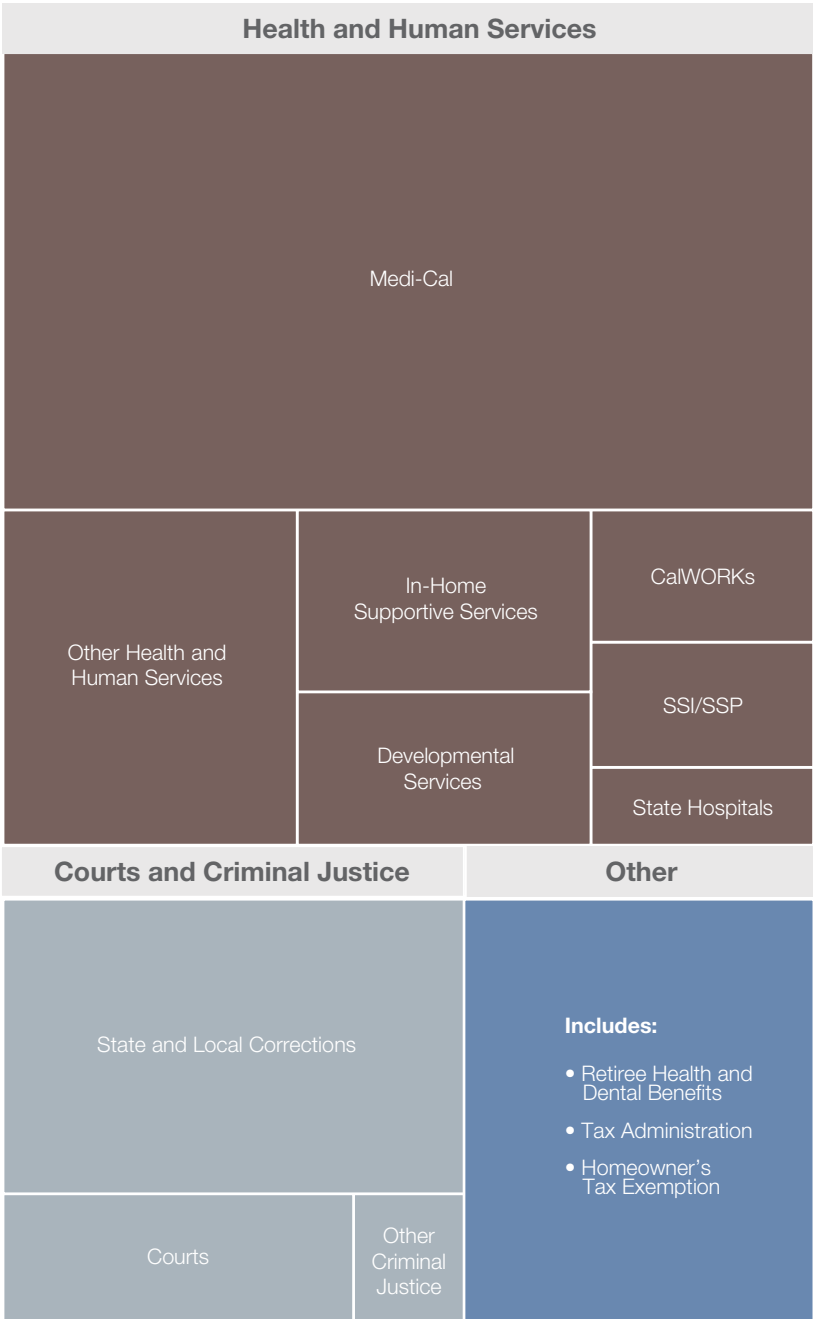 Health and Human Services
Medi-Cal
Other Health and
Human Services
In-Home
Supportive Services
Developmental
Services
CalWORKs
SSI/SSP
State Hospitals
Courts and Criminal Justice
State and Local Corrections
Courts
Other
Criminal
Justice
Other
Includes:
• Retiree Health and
Dental Benefits
• Tax Administration
• Homeowner’s
Tax Exemption